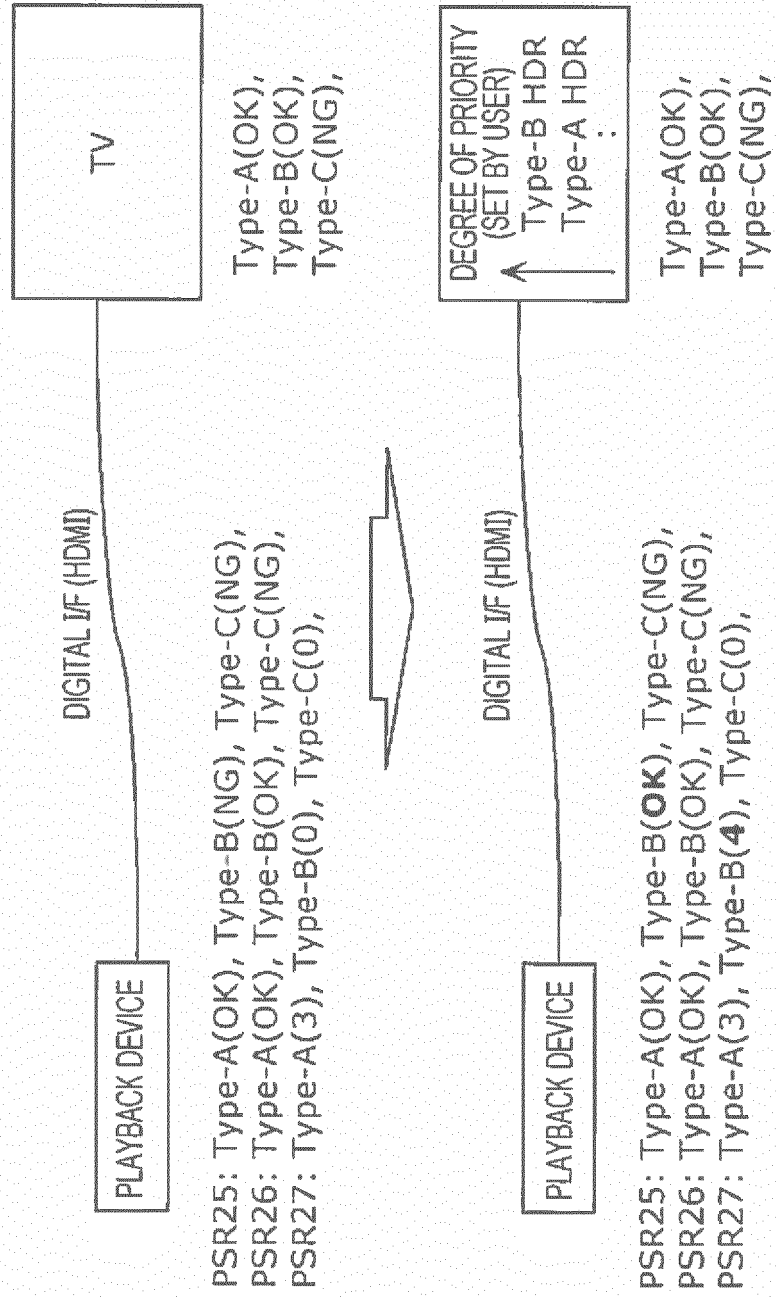 TV
DIGITAL I/F (HDMI)
PLAYBACK DEVICE
Type-A(OK),
Type-B(OK),
Type-C(NG),
PSR25: Type-A(OK), Type-B(NG), Type-C(NG),
PSR26: Type-A(OK), Type-B(OK), Type-C(NG),
PSR27: Type-A(3), Type-B(0), Type-C(0),
DEGREE OF PRIORITY
(SET BY USER)
Type-B HDR
Type-A HDR
:
DIGITAL I/F (HDMI)
PLAYBACK DEVICE
Type-A(OK),
Type-B(OK),
Type-C(NG),
PSR25: Type-A(OK), Type-B(OK), Type-C(NG),
PSR26: Type-A(OK), Type-B(OK), Type-C(NG),
PSR27: Type-A(3), Type-B(4), Type-C(0),